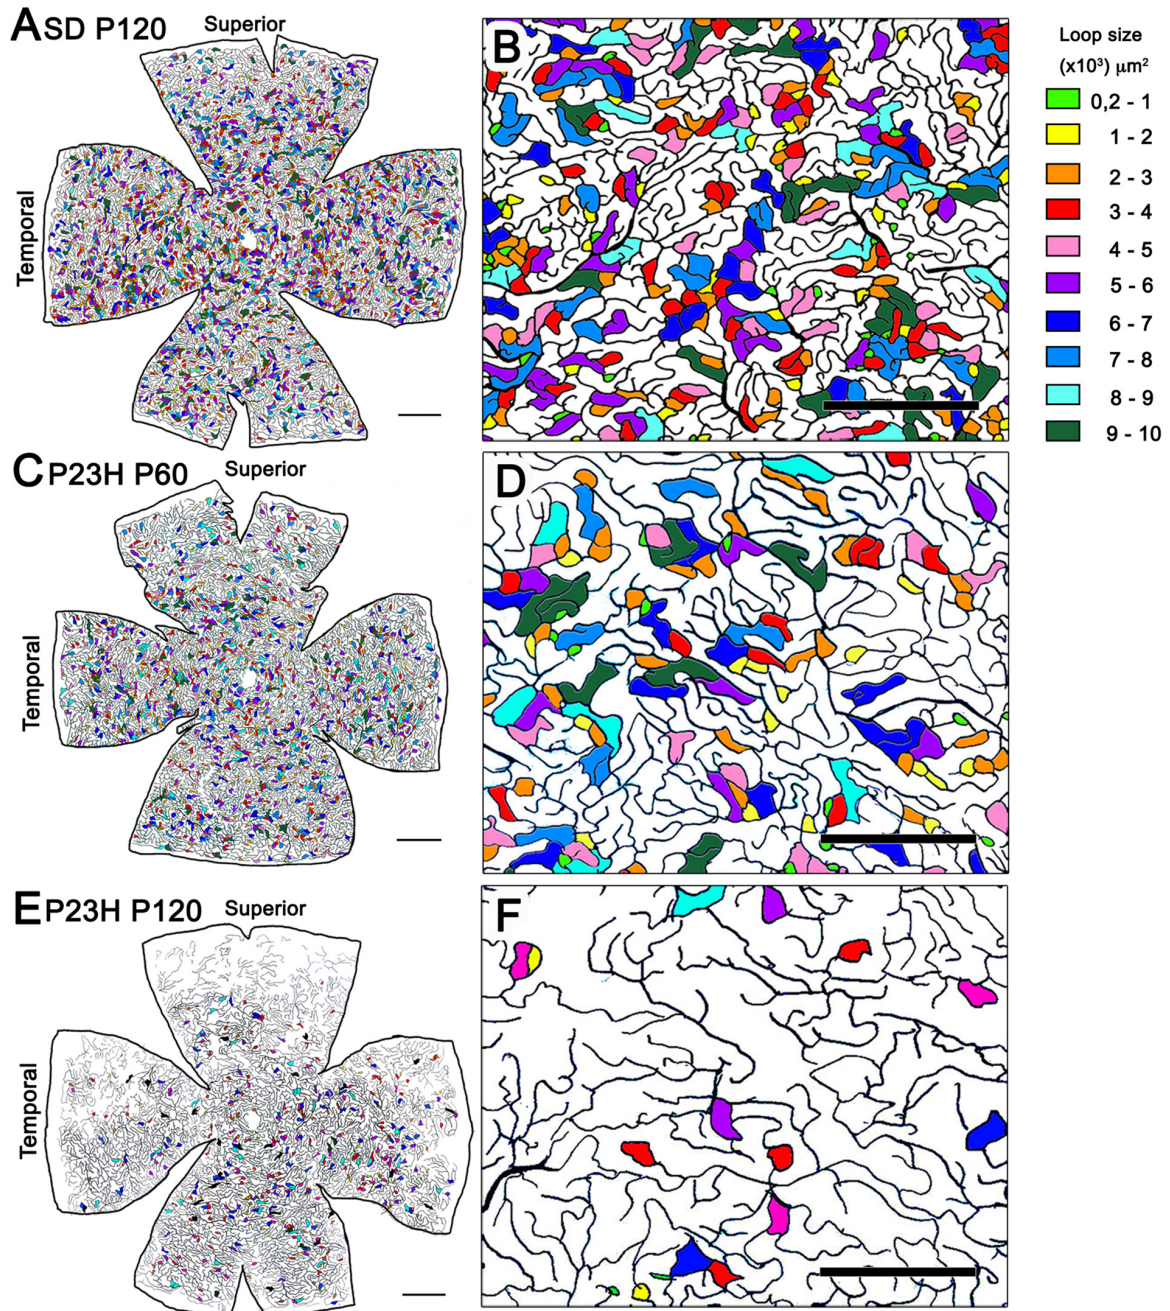 A SD P120
Superior
Temporal
B
Loop size
(x10³) µm²
0,2 - 1
1 - 2
2 - 3
3 - 4
4 - 5
5 - 6
6 - 7
7 - 8
8 - 9
9 - 10
C P23H P60
Superior
Temporal
D
E P23H P120
Superior
Temporal
F